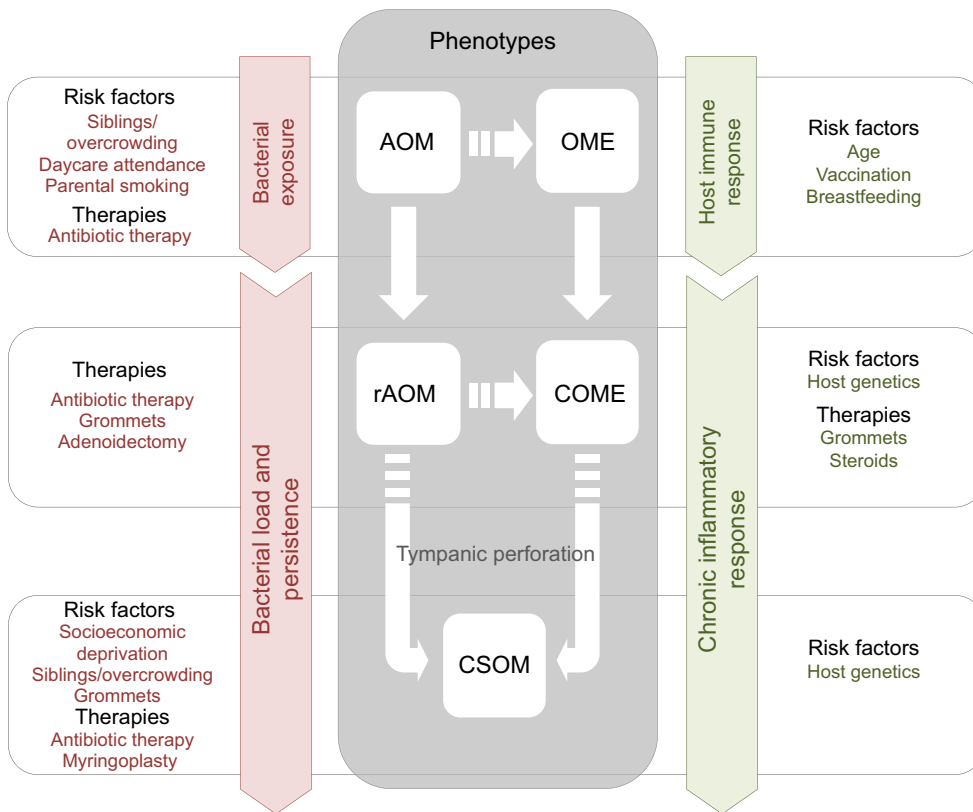 Phenotypes
Risk factors
Siblings/
overcrowding
Daycare attendance
Parental smoking
Therapies
Antibiotic therapy
Bacterial
exposure
AOM
OME
Host immune
response
Risk factors
Age
Vaccination
Breastfeeding
Therapies
Antibiotic therapy
Grommets
Adenoidectomy
Bacterial load and
persistence
rAOM
COME
Chronic inflammatory
response
Risk factors
Host genetics
Therapies
Grommets
Steroids
Tympanic perforation
Risk factors
Socioeconomic
deprivation
Siblings/overcrowding
Grommets
Therapies
Antibiotic therapy
Myringoplasty
CSOM
Risk factors
Host genetics